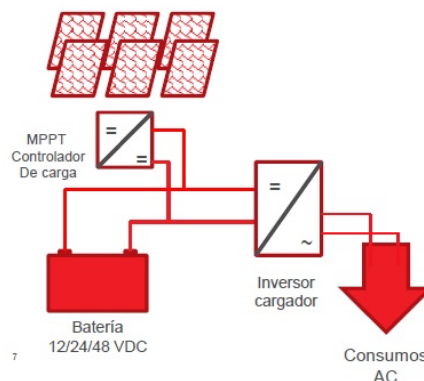 =
=
MPPT
Controlador
De carga
=
~
Inversor
cargador
Batería
12/24/48 VDC
7
Consumos
AC